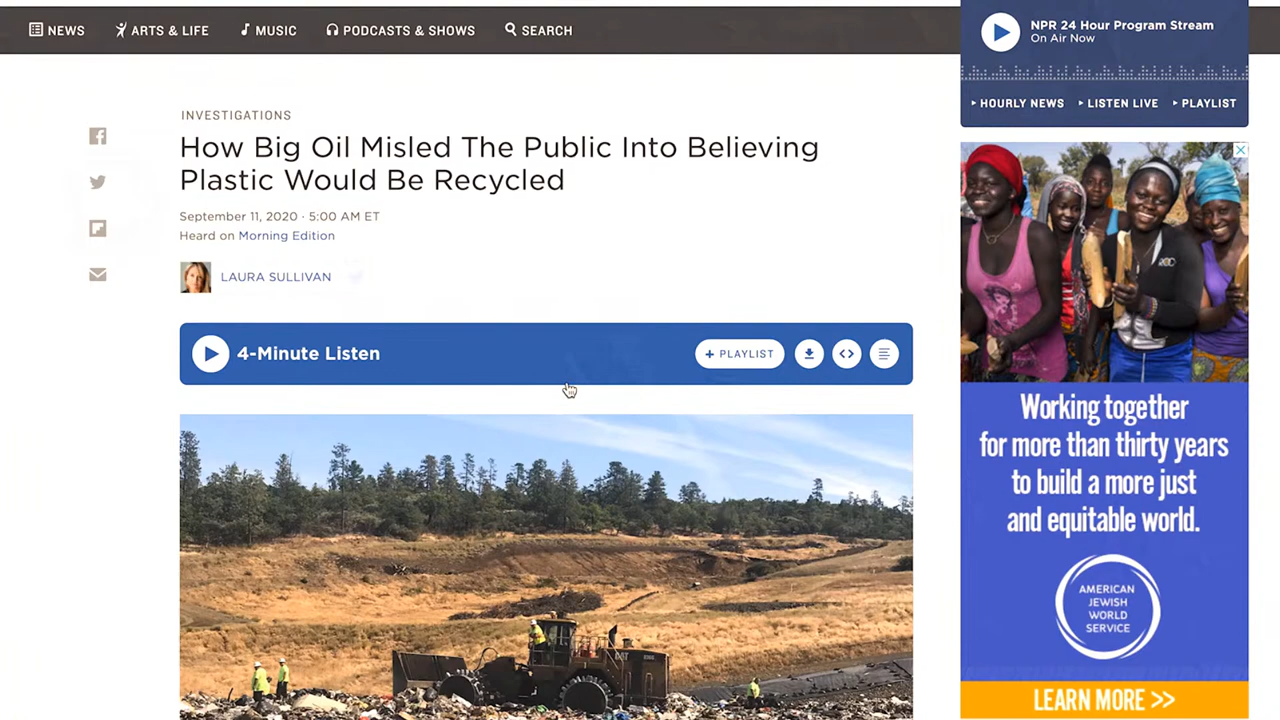 NEWS
ARTS & LIFE
MUSIC
PODCASTS & SHOWS
SEARCH
NPR 24 Hour Program Stream
On Air Now
HOURLY NEWS
LISTEN LIVE
PLAYLIST
INVESTIGATIONS
How Big Oil Misled The Public Into Believing
Plastic Would Be Recycled
September 11, 2020 · 5:00 AM ET
Heard on Morning Edition
LAURA SULLIVAN
4-Minute Listen
+ PLAYLIST
CAT
Working together
for more than thirty years
to build a more just
and equitable world.
AMERICAN
JEWISH
WORLD
SERVICE
LEARN MORE >>